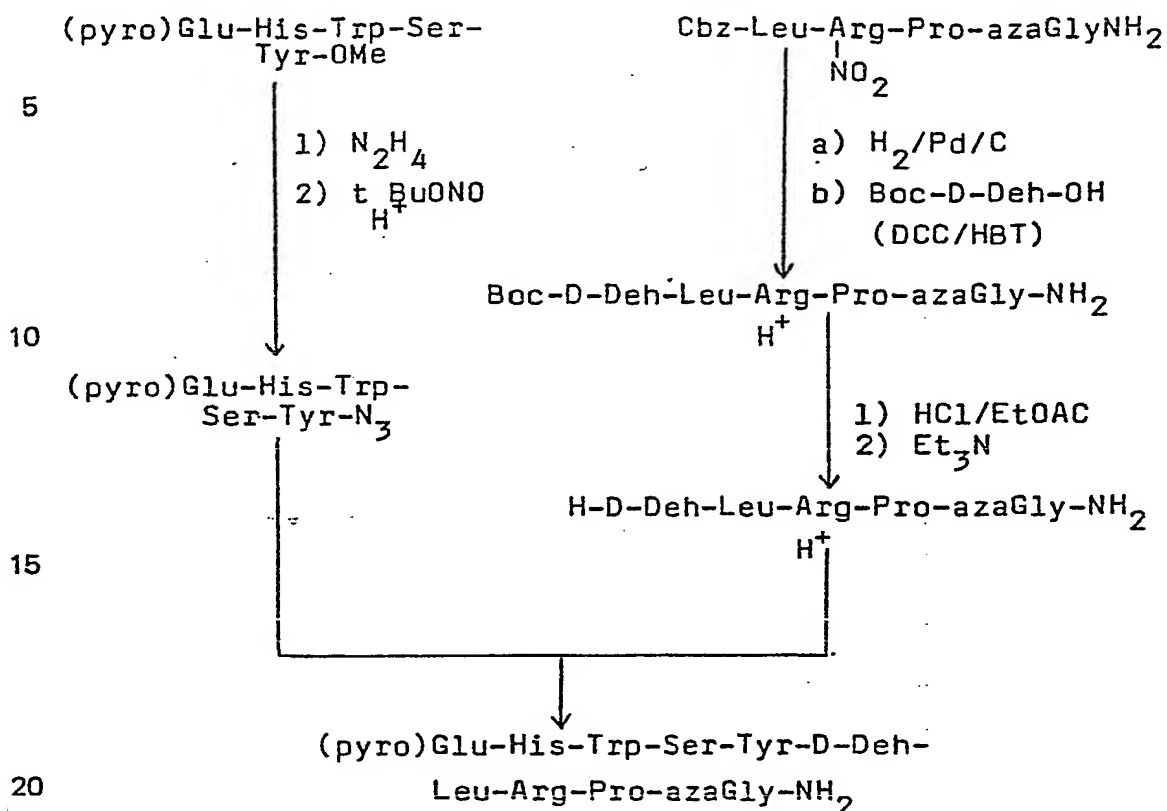 (pyro)Glu-His-Trp-Ser-
Tyr-OMe
Cbz-Leu-Arg-Pro-azaGlyNH2
NO2
5
1) N2H4
2) t BuONO
H+
a) H2/Pd/C
b) Boc-D-Deh-OH
(DCC/HBT)
Boc-D-Deh-Leu-Arg-Pro-azaGly-NH2
H+
10
(pyro)Glu-His-Trp-
Ser-Tyr-N3
1) HCl/EtOAC
2) Et3N
H-D-Deh-Leu-Arg-Pro-azaGly-NH2
H+
15
(pyro)Glu-His-Trp-Ser-Tyr-D-Deh-
Leu-Arg-Pro-azaGly-NH2
20